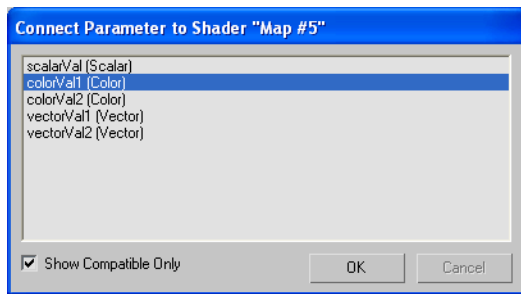 Connect Parameter to Shader "Map #5"
scalarVal (Scalar)
colorVal1 (Color)
colorVal2 (Color)
vectorVal1 (Vector)
vectorVal2 (Vector)
Show Compatible Only
OK
Cancel